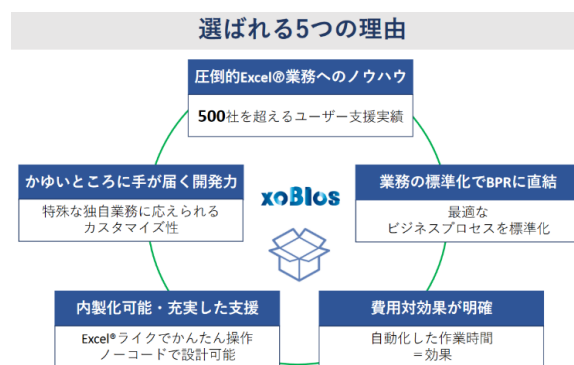 選ばれる5つの理由
圧倒的Excel®業務へのノウハウ
500社を超えるユーザー支援実績
かゆいところに手が届く開発力
特殊な独自業務に応えられる
カスタマイズ性
xoBlos
業務の標準化でBPRに直結
最適な
ビジネスプロセスを標準化
内製化可能・充実した支援
Excel®ライクでかんたん操作
ノーコードで設計可能
費用対効果が明確
自動化した作業時間
＝効果